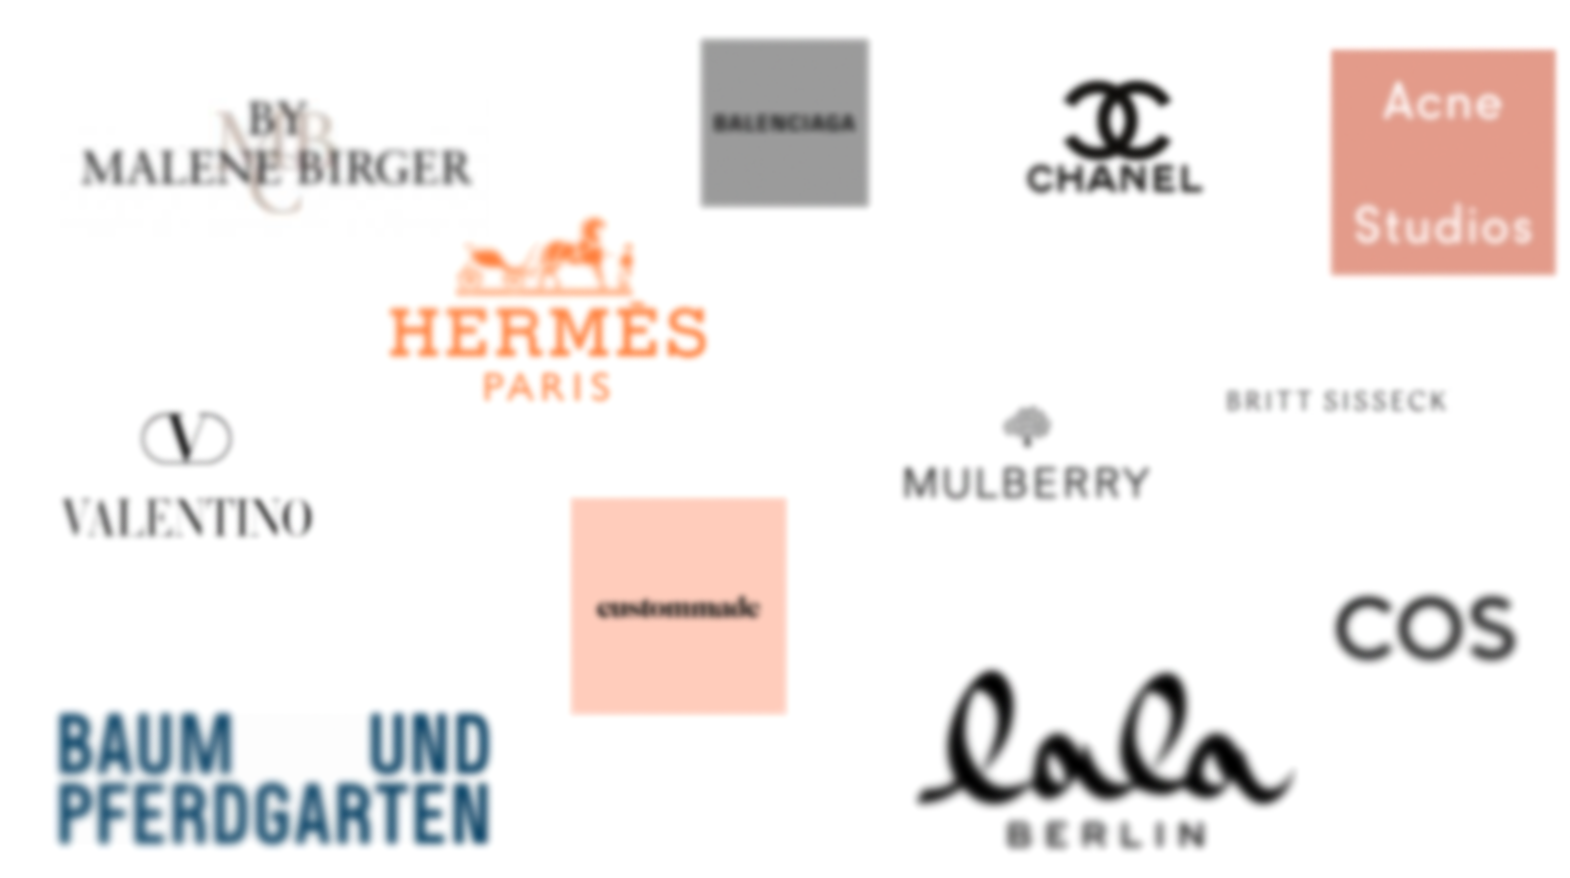 BY
MALENE BIRGER
BALENCIAGA
CHANEL
Acne
Studios
HERMÈS
PARIS
BRITT SISSECK
VALENTINO
MULBERRY
custommade
COS
BAUM UND
PFERDGARTEN
lala
BERLIN